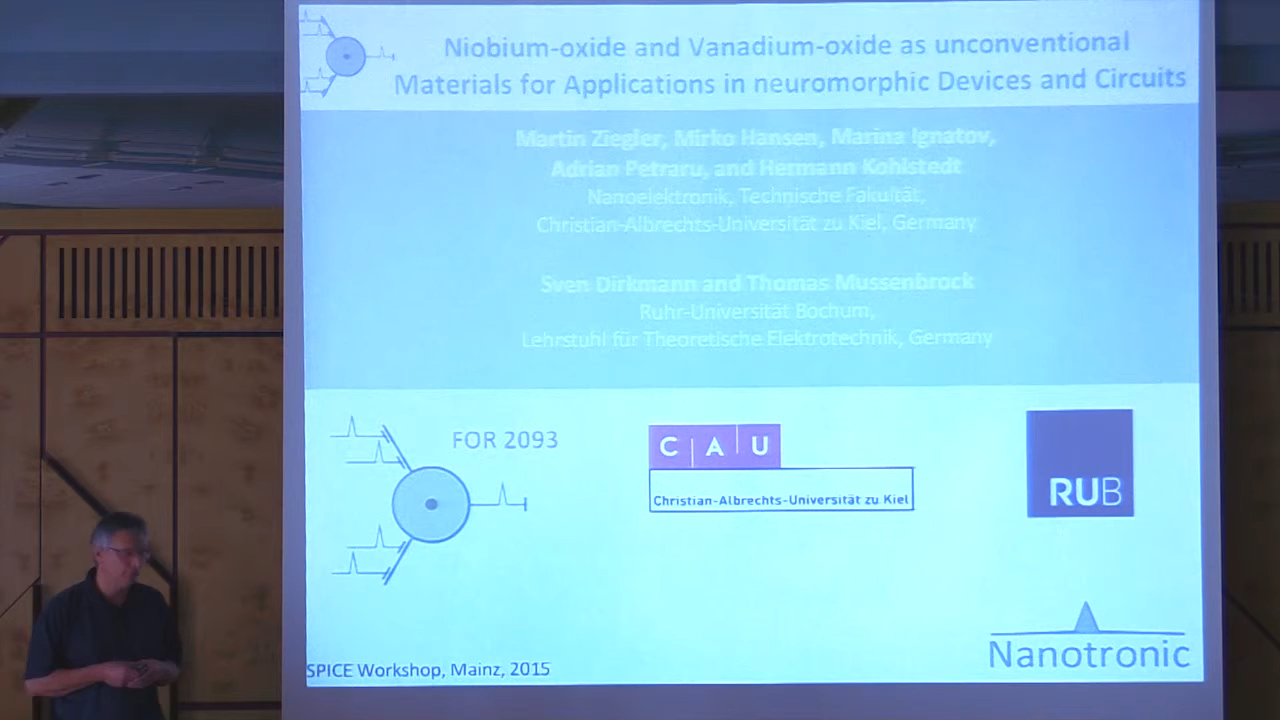 Niobium-oxide and Vanadium-oxide as unconventional
Materials for Applications in neuromorphic Devices and Circuits
Martin Ziegler, Mirko Hansen, Marina Ignatov,
Adrian Petraru, and Hermann Kohlstedt
Nanoelektronik, Technische Fakultät,
Christian-Albrechts-Universität zu Kiel, Germany
Sven Dirkmann and Thomas Mussenbrock
Ruhr-Universität Bochum,
Lehrstuhl für Theoretische Elektrotechnik, Germany
FOR 2093
C A U
Christian-Albrechts-Universität zu Kiel
RUB
Nanotronic
SPICE Workshop, Mainz, 2015